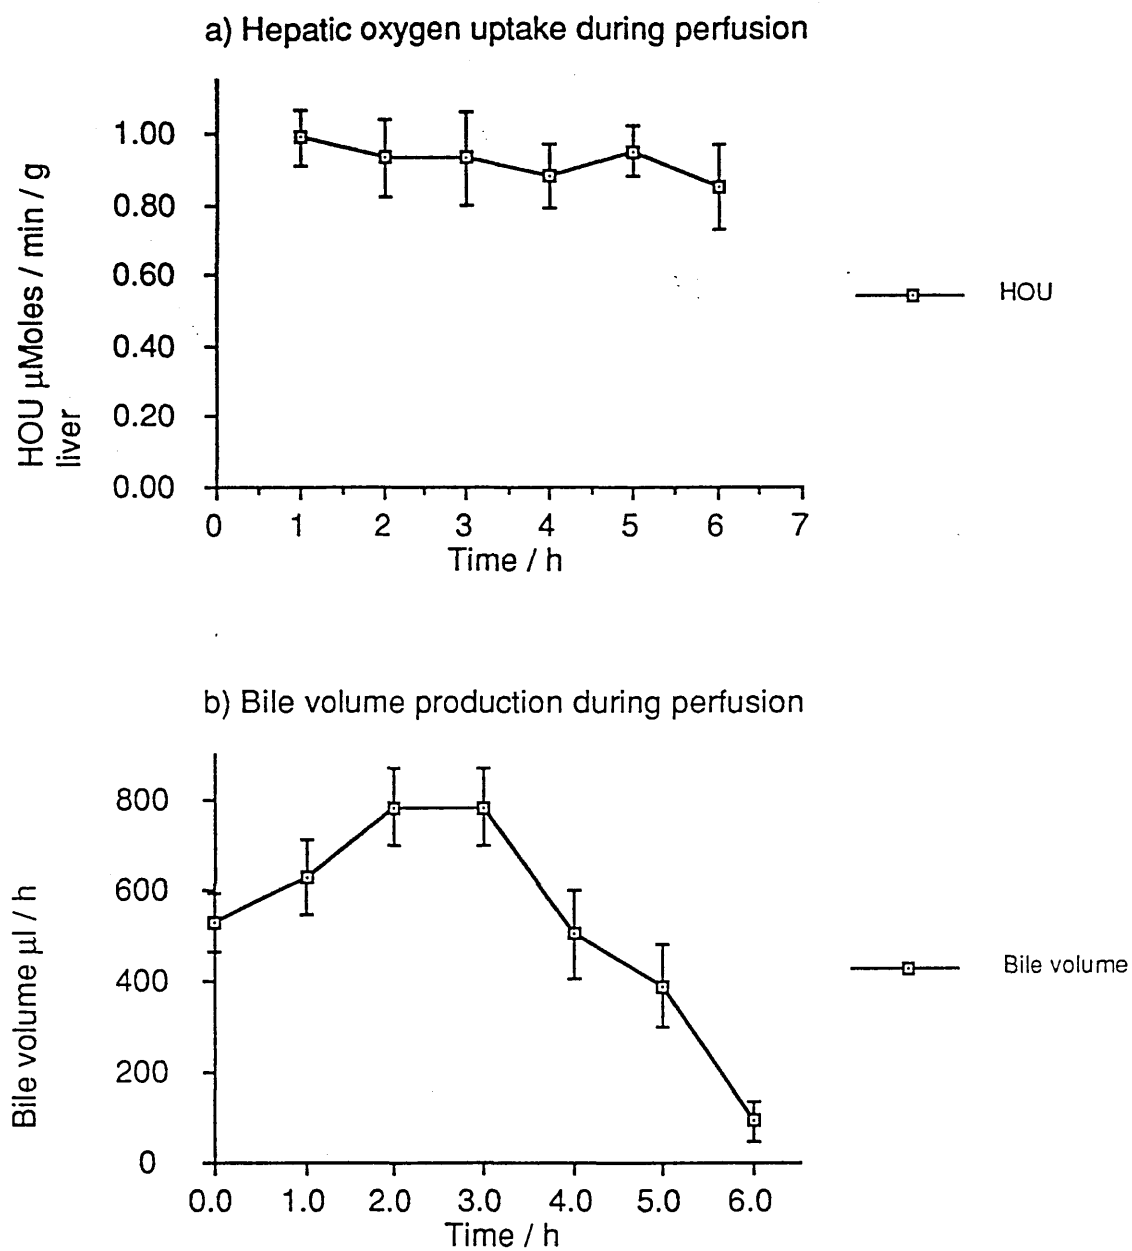 a) Hepatic oxygen uptake during perfusion
HOU µMoles / min / g
liver
1.00
0.80
0.60
0.40
0.20
0.00
0 1 2 3 4 5 6 7
Time / h
HOU
b) Bile volume production during perfusion
Bile volume µl / h
800
600
400
200
0
0.0 1.0 2.0 3.0 4.0 5.0 6.0
Time / h
Bile volume